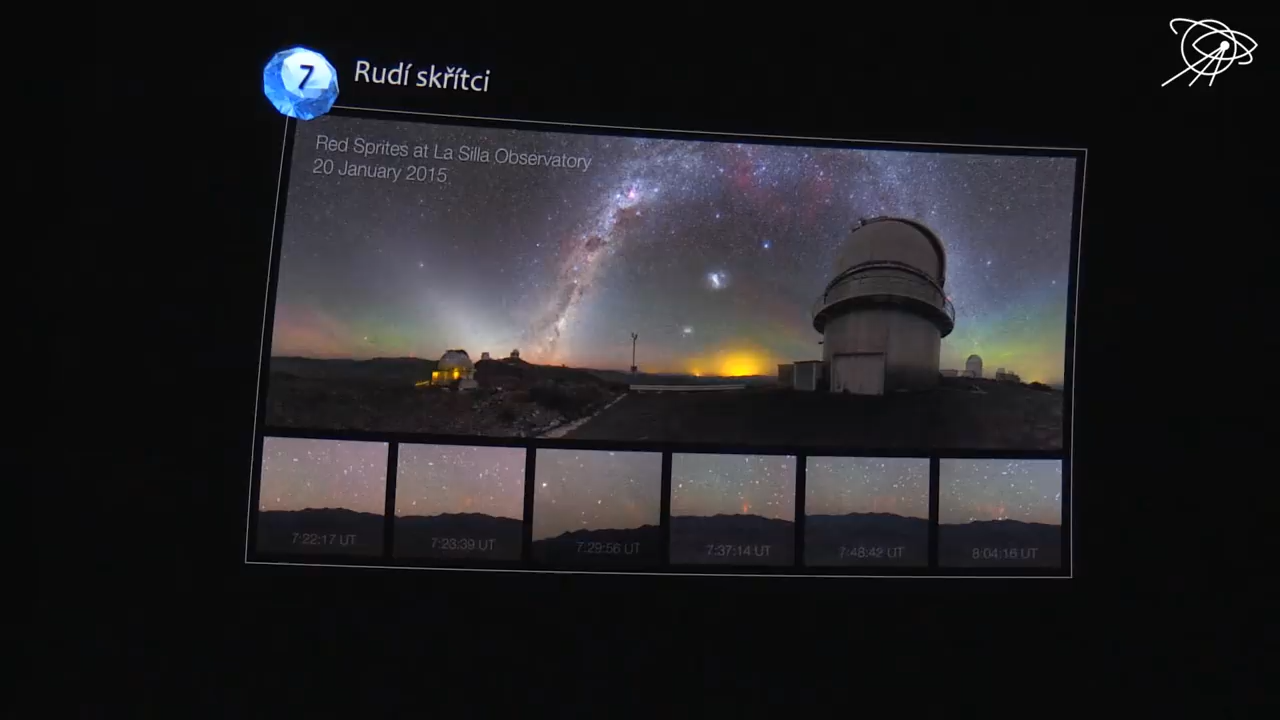 7
Rudí skřítci
Red Sprites at La Silla Observatory
20 January 2015
7:22:17 UT
7:23:39 UT
7:29:56 UT
7:37:14 UT
7:48:42 UT
8:04:16 UT